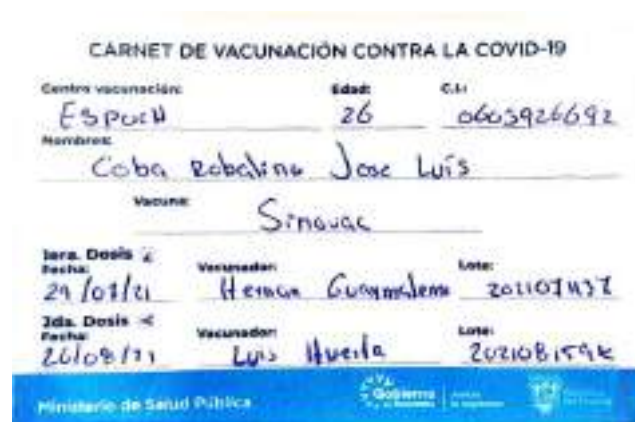 CARNET DE VACUNACIÓN CONTRA LA COVID-19
Centro vacunación: Edad: C.I.:
ESPOCH 26 0603926692
Nombres:
Coba Robalino Jose Luís
Vacuna:
Sinovac
1era. Dosis
Fecha: Vacunador: Lote:
29/07/21 Hernan
2da. Dosis
Fecha: Vacunador: Lote:
26/08/21 Luis Huerta
Ministerio de Salud Pública
Gobierno